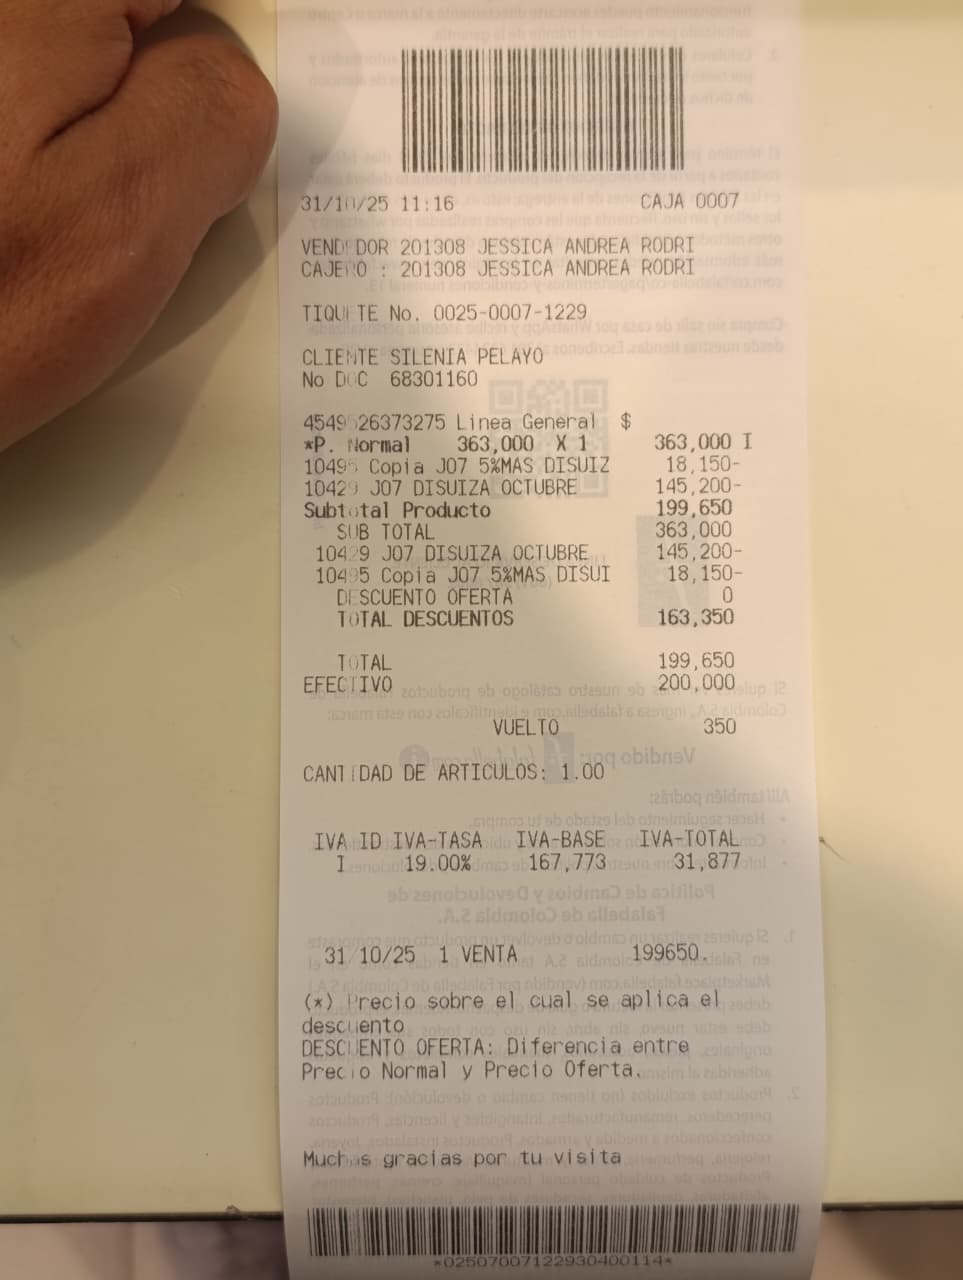 31/10/25 11:16 CAJA 0007
VENDEDOR 201308 JESSICA ANDREA RODRI
CAJERO : 201308 JESSICA ANDREA RODRI
TIQUETE No. 0025-0007-1229
CLIENTE SILENIA PELAYO
No DOC 68301160
4549526373275 Linea General $
*P. Normal 363,000 X 1 363,000 I
10495 Copia J07 5%MAS DISUIZ 18,150-
10429 J07 DISUIZA OCTUBRE 145,200-
Subtotal Producto 199,650
SUB TOTAL 363,000
10429 J07 DISUIZA OCTUBRE 145,200-
10495 Copia J07 5%MAS DISUI 18,150-
DESCUENTO OFERTA 0
TOTAL DESCUENTOS 163,350
TOTAL 199,650
EFECTIVO 200,000
VUELTO 350
CANTIDAD DE ARTICULOS: 1.00
IVA ID IVA-TASA IVA-BASE IVA-TOTAL
I 19.00% 167,773 31,877
31/10/25 1 VENTA 199650.
(*) Precio sobre el cual se aplica el
descuento
DESCUENTO OFERTA: Diferencia entre
Precio Normal y Precio Oferta.
Muchas gracias por tu visita
*02507007122930400114*